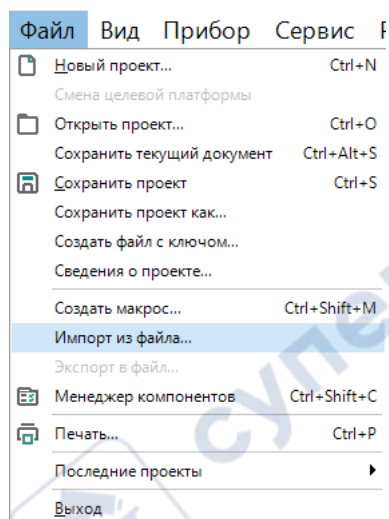 Файл Вид Прибор Сервис
Новый проект... Ctrl+N
Смена целевой платформы
Открыть проект... Ctrl+O
Сохранить текущий документ Ctrl+Alt+S
Сохранить проект Ctrl+S
Сохранить проект как...
Создать файл с ключом...
Сведения о проекте...
Создать макрос... Ctrl+Shift+M
Импорт из файла...
Экспорт в файл...
Менеджер компонентов Ctrl+Shift+C
Печать... Ctrl+P
Последние проекты
Выход